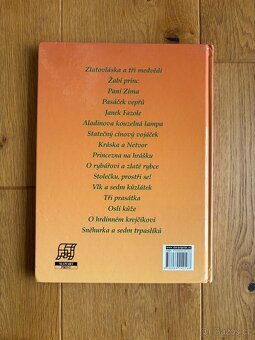 Zlatovláska a tři medvědi
Žabí princ
Paní Zima
Pasáček vepřů
Janek Fazole
Aladinova kouzelná lampa
Statečný cínový vojáček
Kráska a Netvor
Princezna na hrášku
O rybářovi a zlaté rybce
Stolečku, prostři se!
Vlk a sedm kůzlátek
Tři prasátka
Oslí kůže
O hrdinném krejčíkovi
Sněhurka a sedm trpaslíků